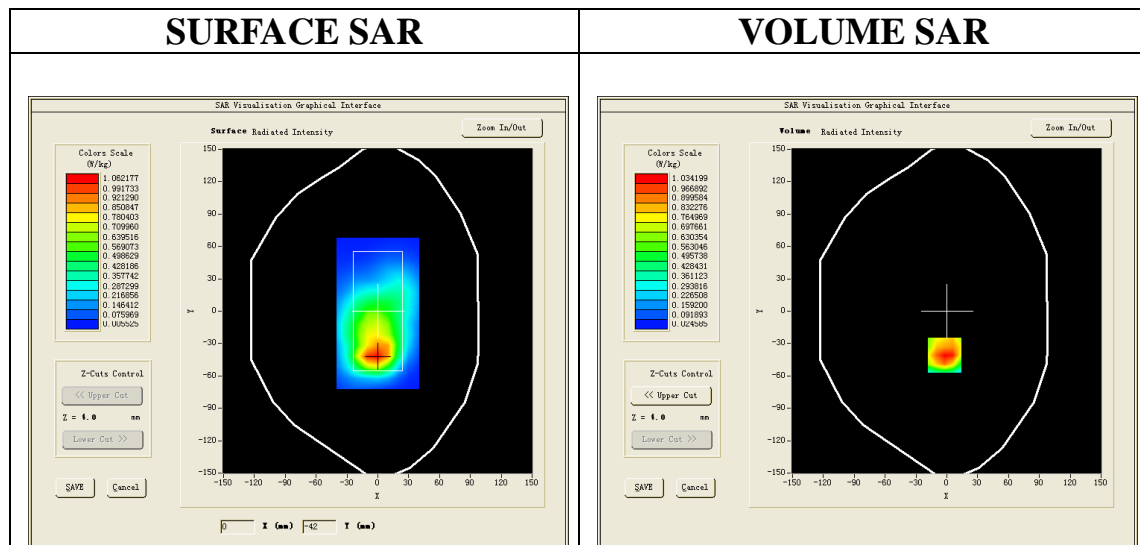 SURFACE SAR
VOLUME SAR
SAR Visualisation Graphical Interface
Surface Radiated Intensity
Zoom In/Out
Colors Scale
(W/kg)
1.062177
0.991733
0.921290
0.850847
0.780403
0.709960
0.639516
0.569073
0.498629
0.428186
0.357742
0.287299
0.216856
0.146412
0.075969
0.005525
150
120
90
60
30
0
-30
-60
-90
-120
-150
Y
-150 -120 -90 -60 -30 0 30 60 90 120 150
X
Z-Cuts Control
<< Upper Cut
Z = 4.0 mm
Lower Cut >>
SAVE Cancel
0 X (mm) -42 Y (mm)
SAR Visualisation Graphical Interface
Volume Radiated Intensity
Zoom In/Out
Colors Scale
(W/kg)
1.034199
0.966892
0.899584
0.832276
0.764969
0.697661
0.630354
0.563046
0.495738
0.428431
0.361123
0.293816
0.226508
0.159200
0.091893
0.024585
150
120
90
60
30
0
-30
-60
-90
-120
-150
Y
-150 -120 -90 -60 -30 0 30 60 90 120 150
X
Z-Cuts Control
<< Upper Cut
Z = 4.0 mm
Lower Cut >>
SAVE Cancel